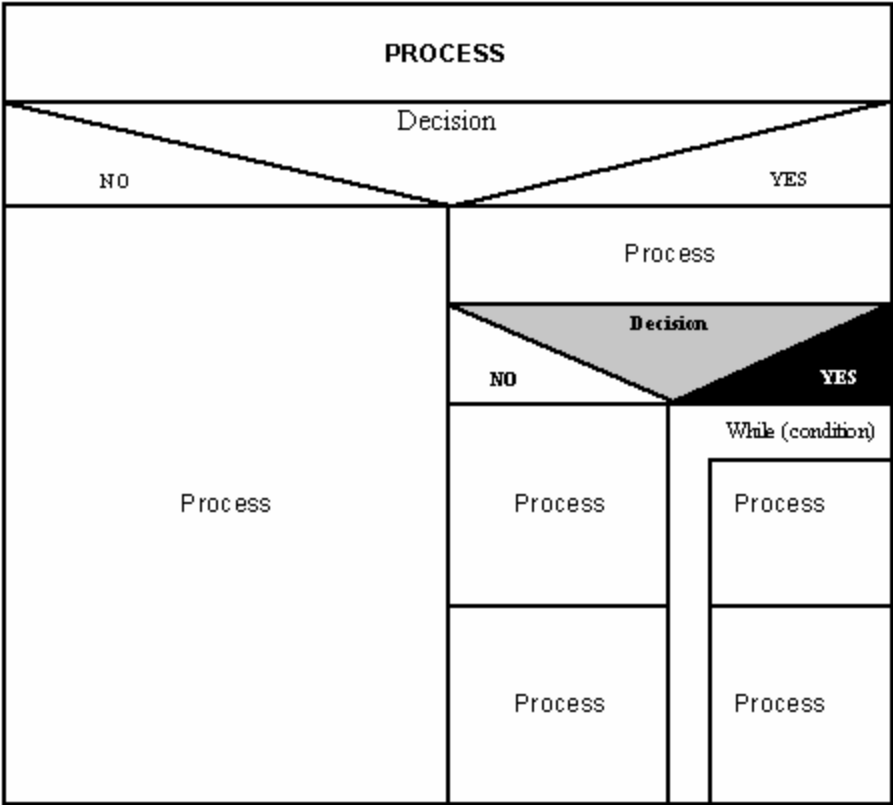 PROCESS
Decision
NO
YES
Process
Decision
NO
YES
While (condition)
Process
Process
Process
Process
Process